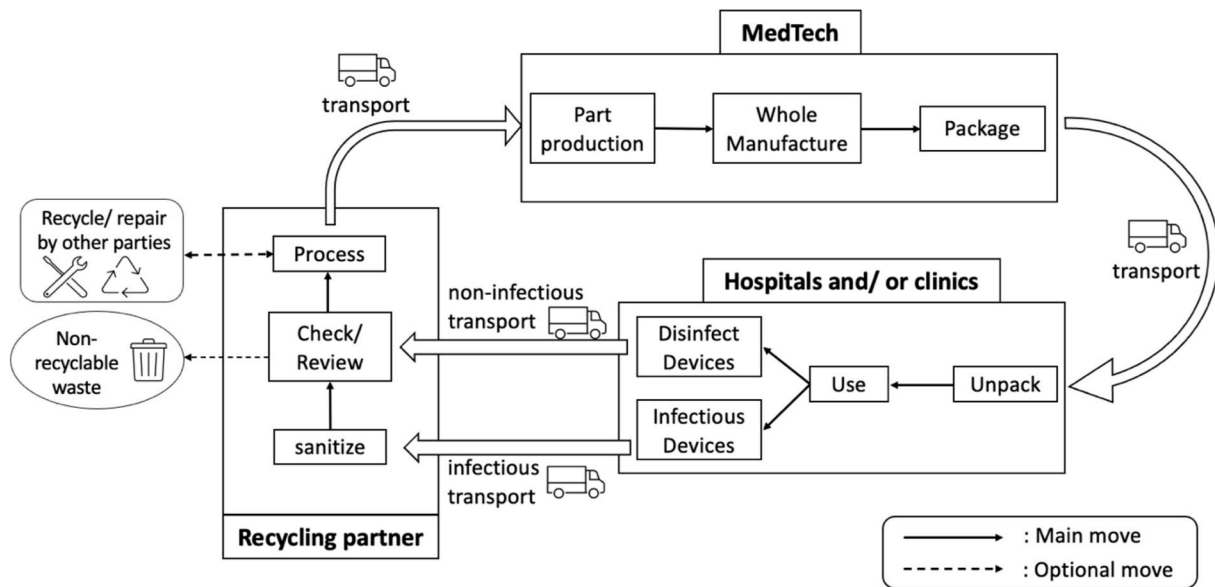 MedTech
transport
Part
production
Whole
Manufacture
Package
transport
Recycle/ repair
by other parties
Process
Non-
recyclable
waste
Check/
Review
sanitize
Recycling partner
non-infectious
transport
infectious
transport
Hospitals and/ or clinics
Disinfect
Devices
Infectious
Devices
Use
Unpack
: Main move
: Optional move